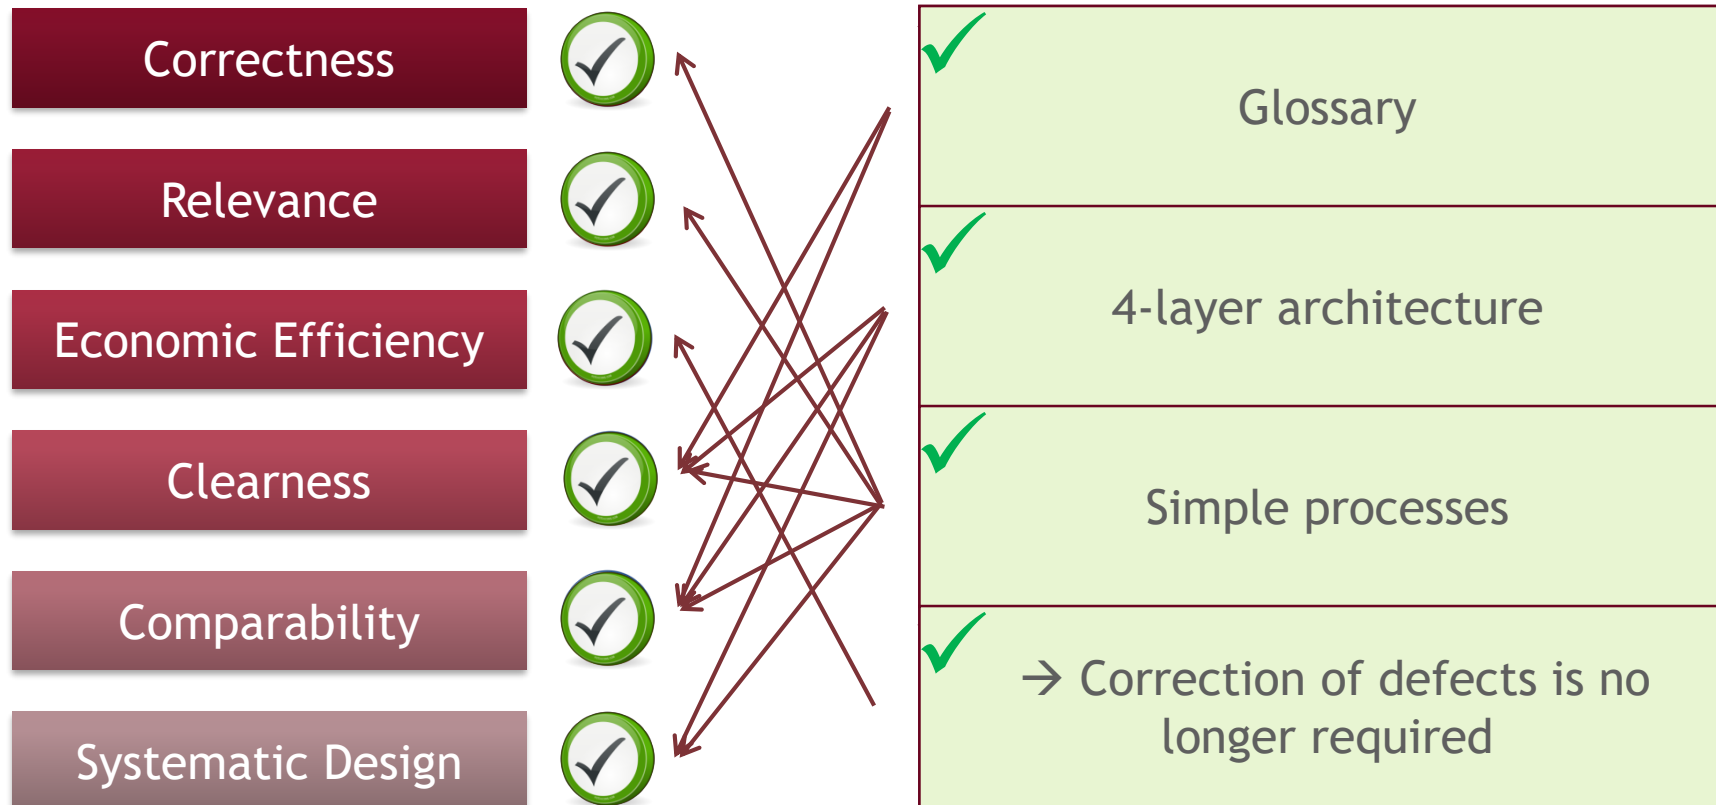 Correctness
Relevance
Economic Efficiency
Clearness
Comparability
Systematic Design
Glossary
4-layer architecture
Simple processes
→ Correction of defects is no
longer required